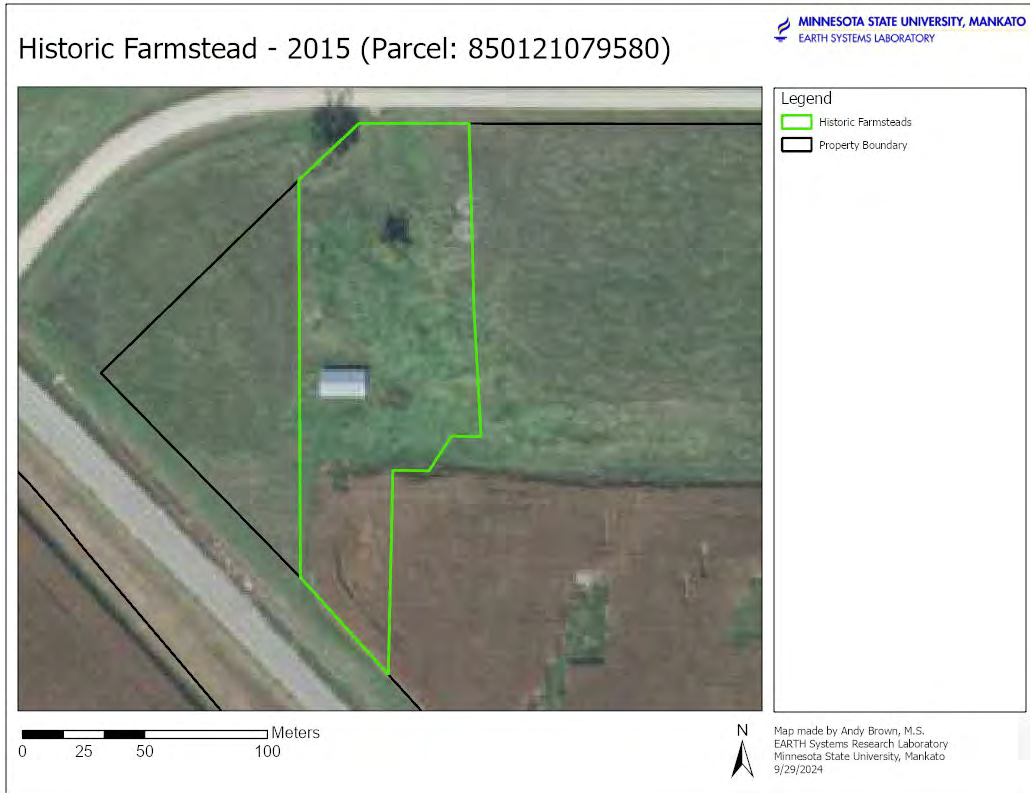 MINNESOTA STATE UNIVERSITY, MANKATO
EARTH SYSTEMS LABORATORY
Historic Farmstead - 2015 (Parcel: 850121079580)
Legend
Historic Farmsteads
Property Boundary
Meters
0 25 50 100
N
Map made by Andy Brown, M.S.
EARTH Systems Research Laboratory
Minnesota State University, Mankato
9/29/2024